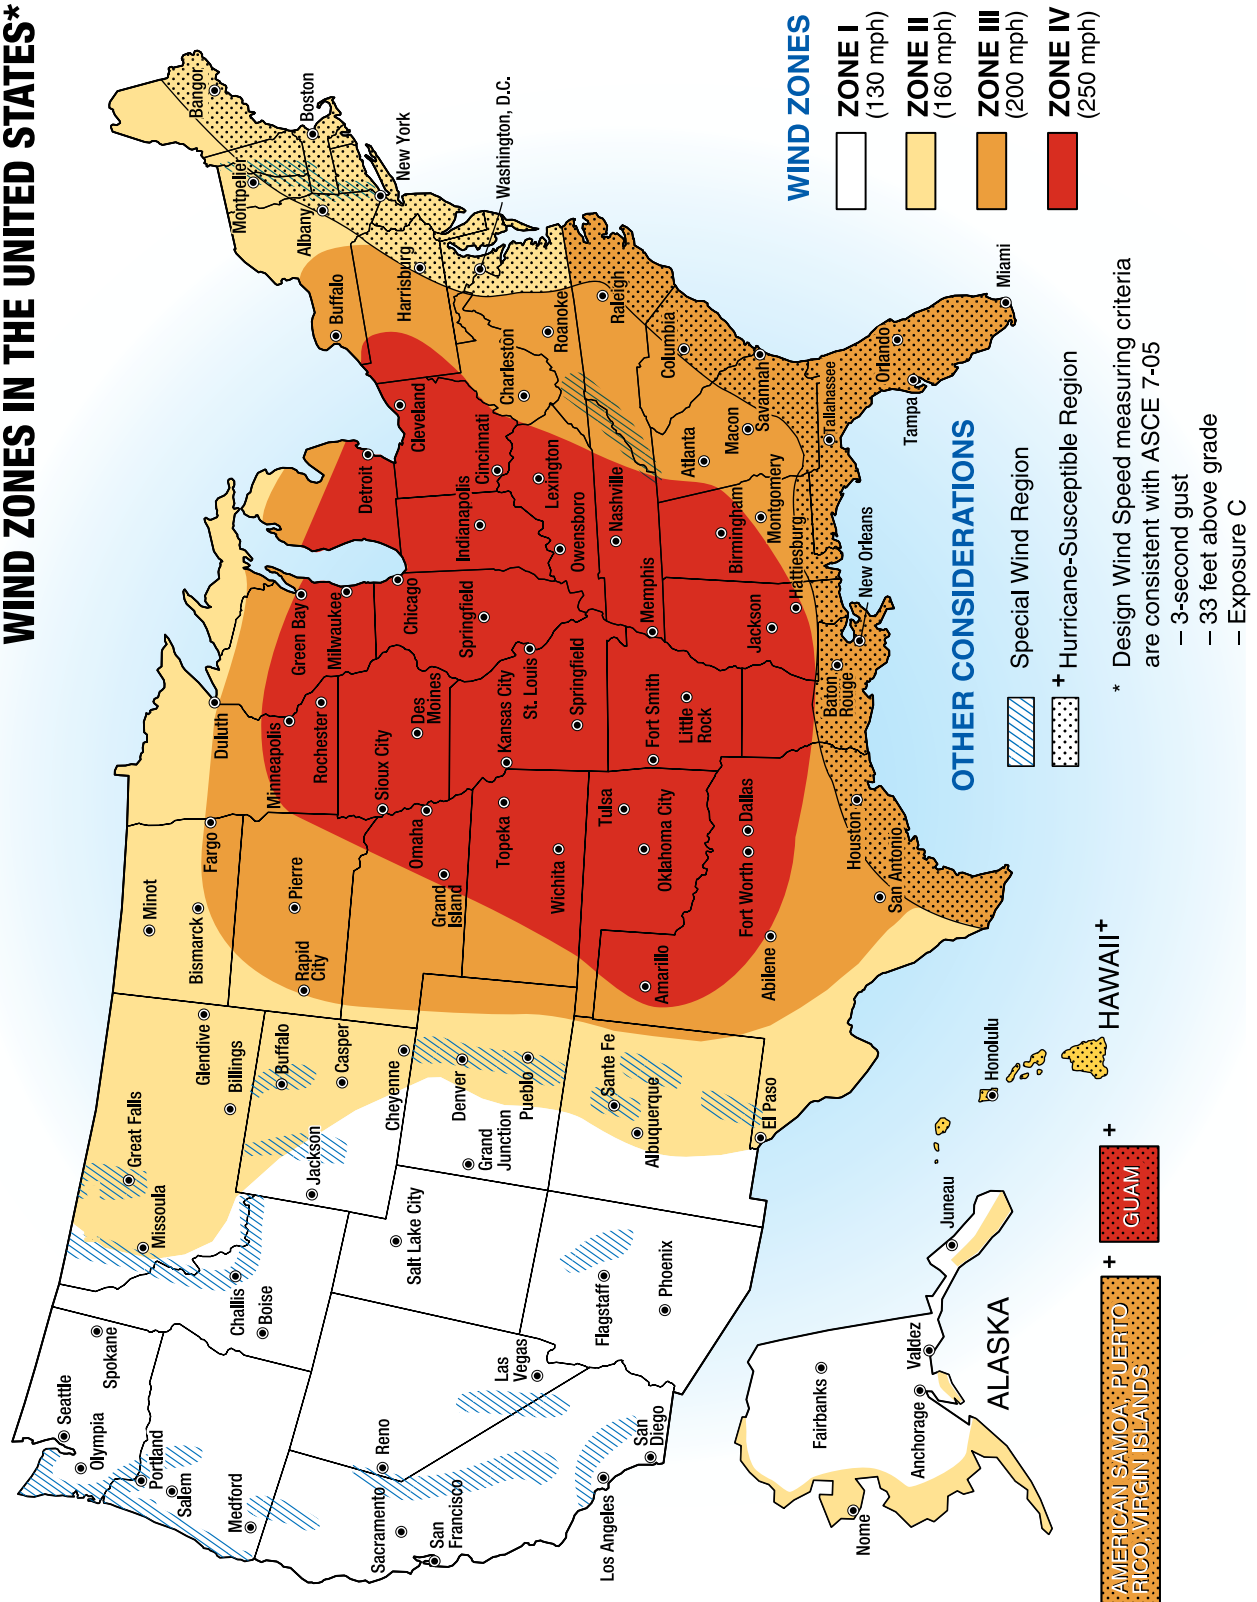 WIND ZONES IN THE UNITED STATES*
Seattle
Olympia
Spokane
Portland
Salem
Medford
Missoula
Great Falls
Glendive
Billings
Minot
Bismarck
Fargo
Duluth
Challis
Boise
Jackson
Buffalo
Casper
Cheyenne
Rapid
City
Pierre
Minneapolis
Rochester
Green Bay
Milwaukee
Detroit
Buffalo
Albany
Montpelier
Bangor
Boston
New York
Harrisburg
Washington, D.C.
Reno
Sacramento
San
Francisco
Las
Vegas
Salt Lake City
Grand
Junction
Denver
Pueblo
Grand
Island
Omaha
Sioux City
Des
Moines
Chicago
Cleveland
Topeka
Kansas City
Wichita
St. Louis
Springfield
Springfield
Indianapolis
Cincinnati
Charleston
Lexington
Owensboro
Roanoke
Raleigh
Los Angeles
San
Diego
Flagstaff
Phoenix
Sante Fe
Albuquerque
El Paso
Amarillo
Tulsa
Oklahoma City
Fort Smith
Little
Rock
Memphis
Nashville
Columbia
Atlanta
Macon
Savannah
Birmingham
Montgomery
Jackson
Hattiesburg
Tallahassee
Abilene
Fort Worth
Dallas
Houston
San Antonio
Baton
Rouge
New Orleans
Orlando
Tampa
Miami
Fairbanks
Anchorage
Nome
Valdez
Juneau
ALASKA
Honolulu
HAWAII+
+
AMERICAN SAMOA, PUERTO
RICO, VIRGIN ISLANDS
+
GUAM
WIND ZONES
ZONE I
(130 mph)
ZONE II
(160 mph)
ZONE III
(200 mph)
ZONE IV
(250 mph)
OTHER CONSIDERATIONS
Special Wind Region
+ Hurricane-Susceptible Region
* Design Wind Speed measuring criteria
are consistent with ASCE 7-05
– 3-second gust
– 33 feet above grade
– Exposure C